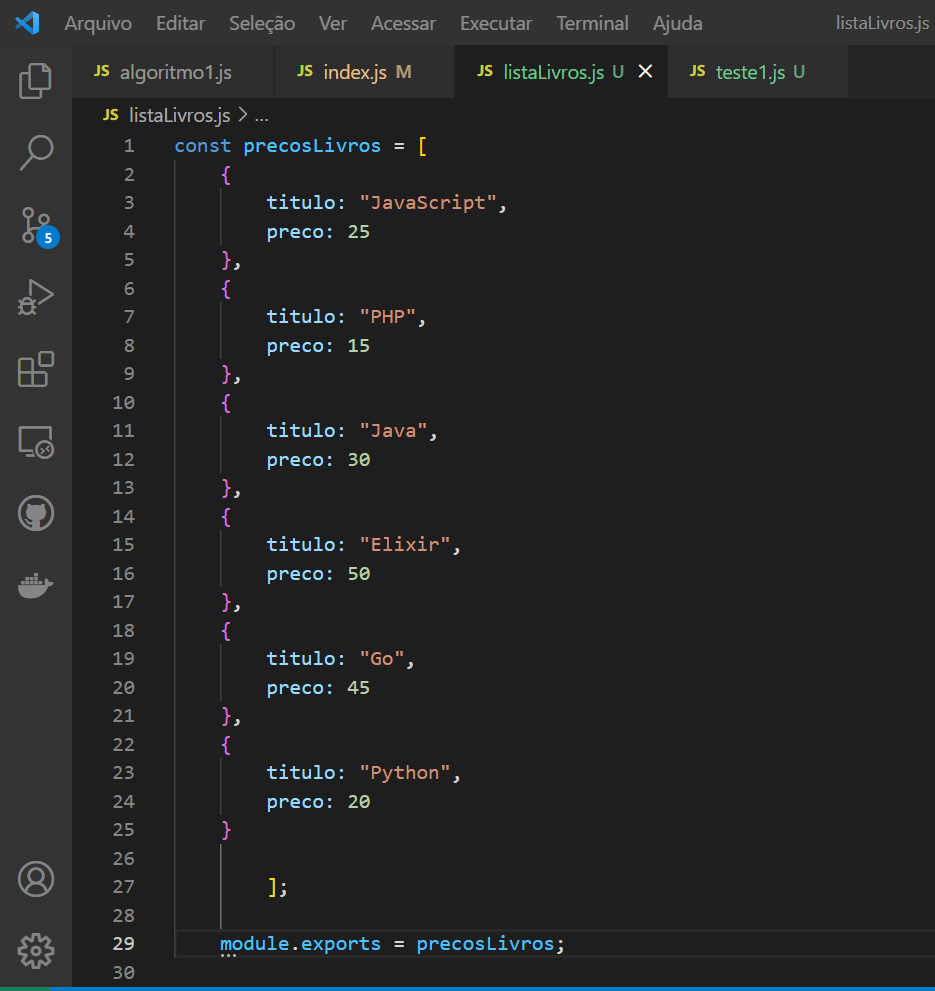 Arquivo Editar Seleção Ver Acessar Executar Terminal Ajuda listaLivros.js
JS algoritmo1.js JS index.js M JS listaLivros.js U JS teste1.js U
JS listaLivros.js > ...
1 const precosLivros = [
2 {
3 titulo: "JavaScript",
4 preco: 25
5 },
6 {
7 titulo: "PHP",
8 preco: 15
9 },
10 {
11 titulo: "Java",
12 preco: 30
13 },
14 {
15 titulo: "Elixir",
16 preco: 50
17 },
18 {
19 titulo: "Go",
20 preco: 45
21 },
22 {
23 titulo: "Python",
24 preco: 20
25 }
26
27 ];
28
29 module.exports = precosLivros;
30
5